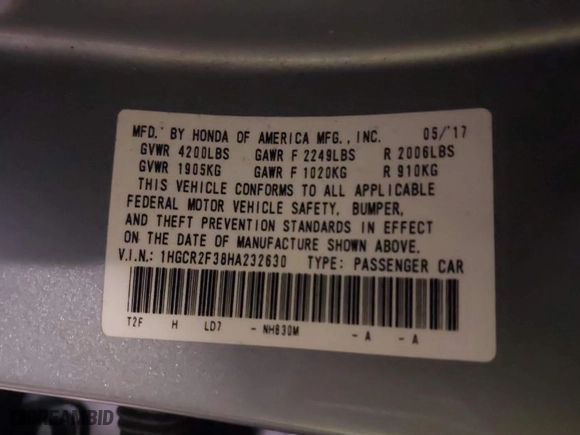 MFD. BY HONDA OF AMERICA MFG., INC. 05/'17
GVWR 4200LBS GAWR F 2249LBS R 2006LBS
GVWR 1905KG GAWR F 1020KG R 910KG
THIS VEHICLE CONFORMS TO ALL APPLICABLE
FEDERAL MOTOR VEHICLE SAFETY, BUMPER,
AND THEFT PREVENTION STANDARDS IN EFFECT
ON THE DATE OF MANUFACTURE SHOWN ABOVE.
V.I.N.: 1HGCR2F38HA232630 TYPE: PASSENGER CAR
T2F H LD7 - NH830M - A - A